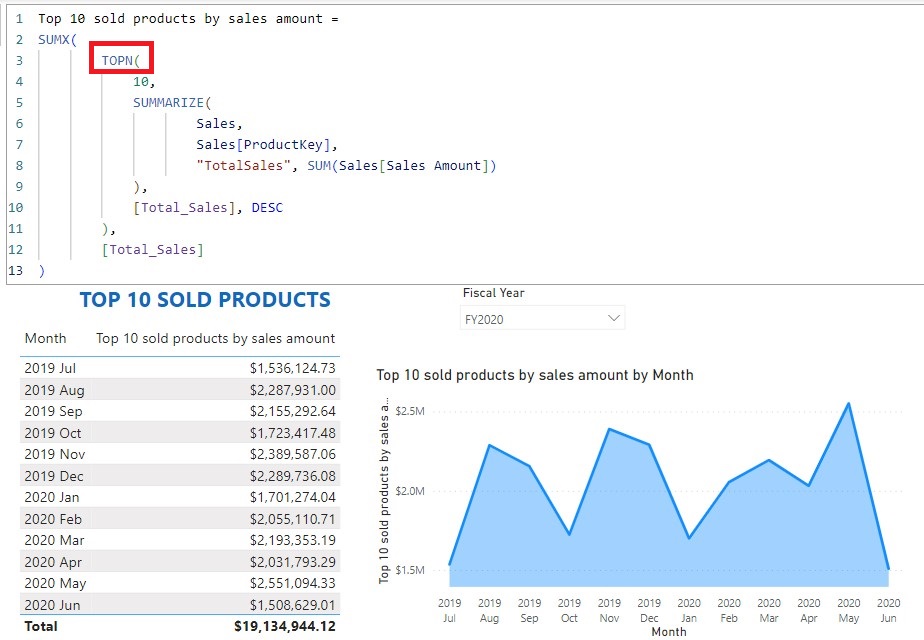 1 Top 10 sold products by sales amount =
2 SUMX(
3 TOPN(
4 10,
5 SUMMARIZE(
6 Sales,
7 Sales[ProductKey],
8 "TotalSales", SUM(Sales[Sales Amount])
9 ),
10 [Total_Sales], DESC
11 ),
12 [Total_Sales]
13 )
TOP 10 SOLD PRODUCTS
Month Top 10 sold products by sales amount
2019 Jul $1,536,124.73
2019 Aug $2,287,931.00
2019 Sep $2,155,292.64
2019 Oct $1,723,417.48
2019 Nov $2,389,587.06
2019 Dec $2,289,736.08
2020 Jan $1,701,274.04
2020 Feb $2,055,110.71
2020 Mar $2,193,353.19
2020 Apr $2,031,793.29
2020 May $2,551,094.33
2020 Jun $1,508,629.01
Total $19,134,944.12
Fiscal Year
FY2020
Top 10 sold products by sales amount by Month
Top 10 sold products by sales a...
$2.5M
$2.0M
$1.5M
2019 2019 2019 2019 2019 2019 2020 2020 2020 2020 2020 2020
Jul Aug Sep Oct Nov Dec Jan Feb Mar Apr May Jun
Month